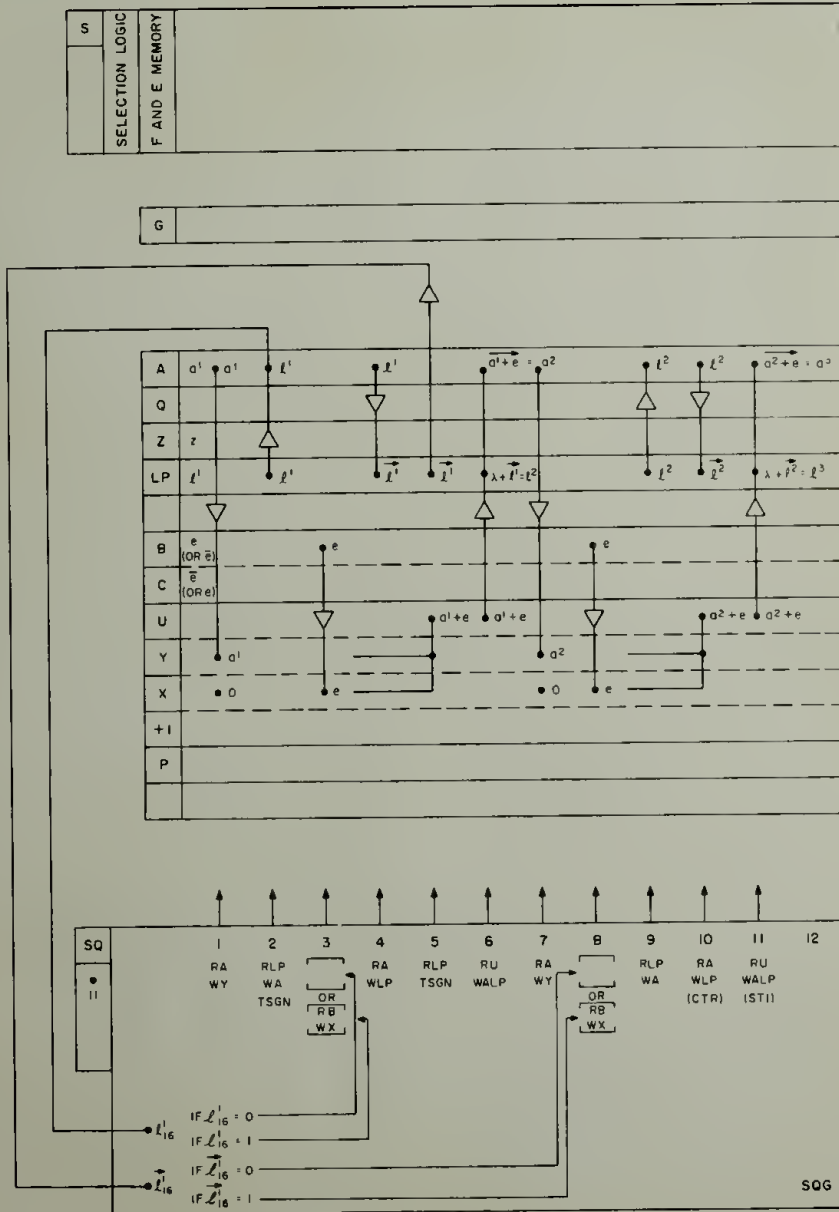 S
SELECTION LOGIC
F AND E MEMORY
G
A a¹ a¹ ℓ¹ ℓ¹ a¹+e = a² ℓ² ℓ² a²+e = a³
Q
Z z
LP ℓ¹ ℓ¹ ℓ¹ ℓ¹ λ+ℓ¹=ℓ² ℓ² ℓ² λ+ℓ²=ℓ³
B e (OR e̅) e e
C e̅ (OR e)
U a¹+e a¹+e a²+e a²+e
Y a¹ a²
X 0 e 0 e
+1
P
SQ
11
1 2 3 4 5 6 7 8 9 10 11 12
RA RLP RA RLP RU RA RLP RA RU
WY WA WLP TSGN WALP WY WA WLP WALP
TSGN OR OR (CTR) (STI)
RB RB
WX WX
ℓ¹₁₆ IF ℓ¹₁₆ = 0
IF ℓ¹₁₆ = 1
ℓ¹₁₆ IF ℓ¹₁₆ = 0
IF ℓ¹₁₆ = 1
SQG